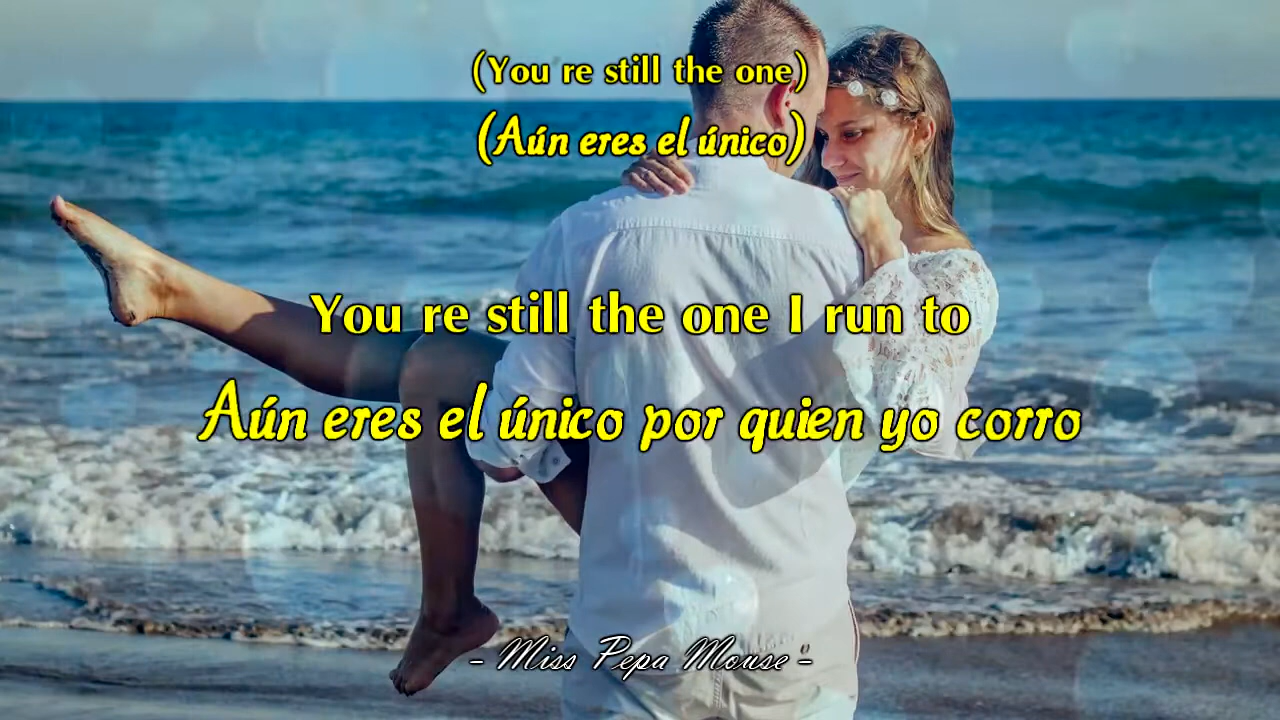 (You re still the one)
(Aún eres el único)
You re still the one I run to
Aún eres el único por quien yo corro
- Miss Pepa Mouse -